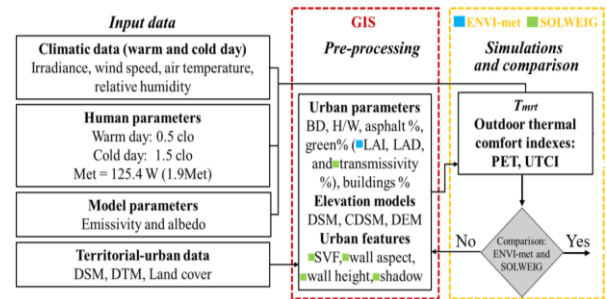 Input data
Climatic data (warm and cold day)
Irradiance, wind speed, air temperature,
relative humidity
Human parameters
Warm day: 0.5 clo
Cold day: 1.5 clo
Met = 125.4 W (1.9Met)
Model parameters
Emissivity and albedo
Territorial-urban data
DSM, DTM, Land cover
GIS
Pre-processing
Urban parameters
BD, H/W, asphalt %,
green% (LAI, LAD,
and transmissivity
%), buildings %
Elevation models
DSM, CDSM, DEM
Urban features
SVF, wall aspect,
wall height, shadow
ENVI-met SOLWEIG
Simulations
and comparison
Tmrt
Outdoor thermal
comfort indexes:
PET, UTCI
No
Comparison:
ENVI-met and
SOLWEIG
Yes